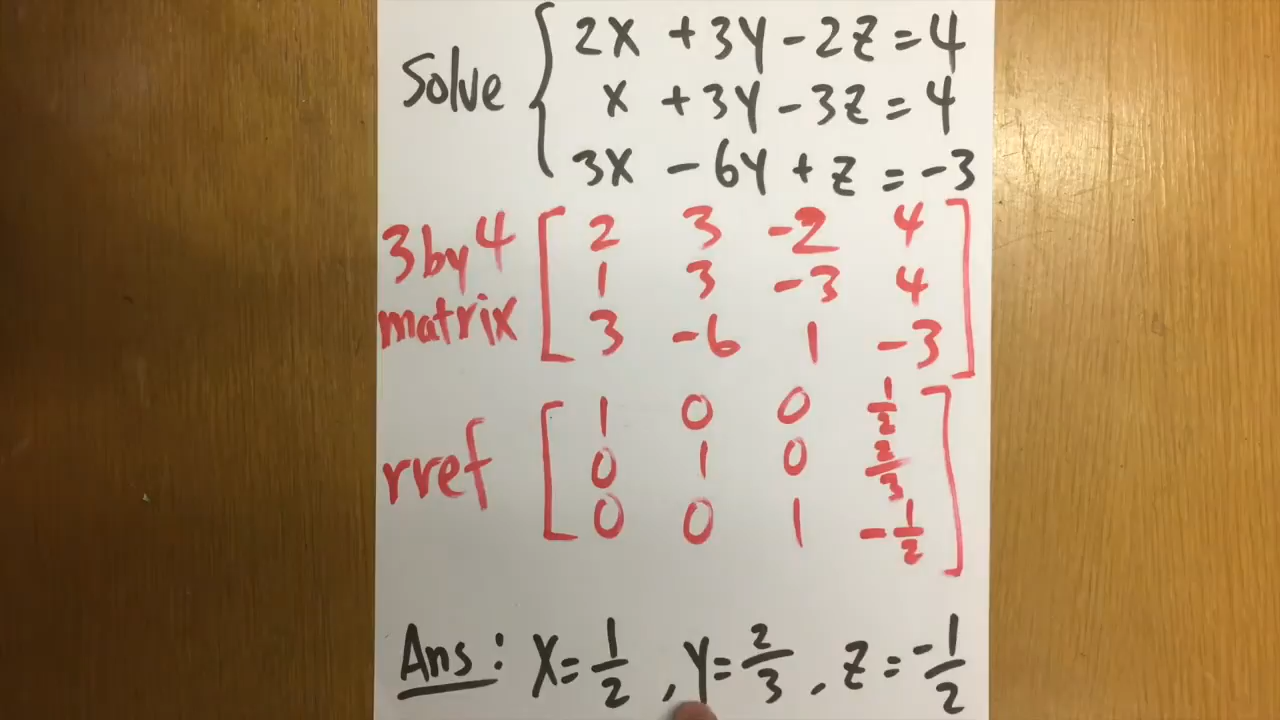 Solve { 2X + 3Y - 2Z = 4
X + 3Y - 3Z = 4
3X - 6Y + Z = -3
3 by 4 matrix [ 2 3 -2 4
1 3 -3 4
3 -6 1 -3 ]
rref [ 1 0 0 1/2
0 1 0 2/3
0 0 1 -1/2 ]
Ans: X = 1/2, Y = 2/3, Z = -1/2